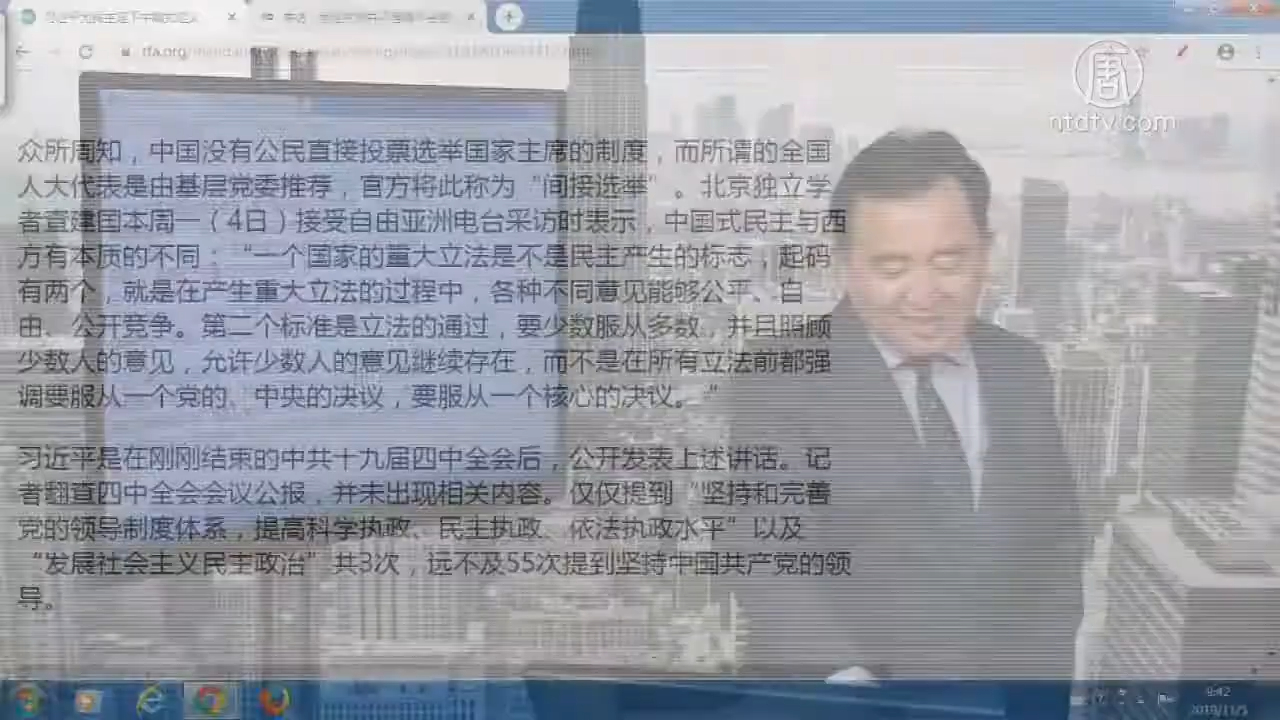 rfa.org/mandarin
唐
ntdtv.com
众所周知，中国没有公民直接投票选举国家主席的制度，而所谓的全国
人大代表是由基层党委推荐，官方将此称为“间接选举”。北京独立学
者查建国本周一（4日）接受自由亚洲电台采访时表示，中国式民主与西
方有本质的不同：“一个国家的重大立法是不是民主产生的标志，起码
有两个，就是在产生重大立法的过程中，各种不同意见能够公平、自
由、公开竞争。第二个标准是立法的通过，要少数服从多数，并且照顾
少数人的意见，允许少数人的意见继续存在，而不是在所有立法前都强
调要服从一个党的、中央的决议，要服从一个核心的决议。”
习近平是在刚刚结束的中共十九届四中全会后，公开发表上述讲话。记
者翻查四中全会会议公报，并未出现相关内容。仅仅提到“坚持和完善
党的领导制度体系，提高科学执政、民主执政、依法执政水平”以及
“发展社会主义民主政治”共3次，远不及55次提到坚持中国共产党的领
导。
9:42
2019/11/5